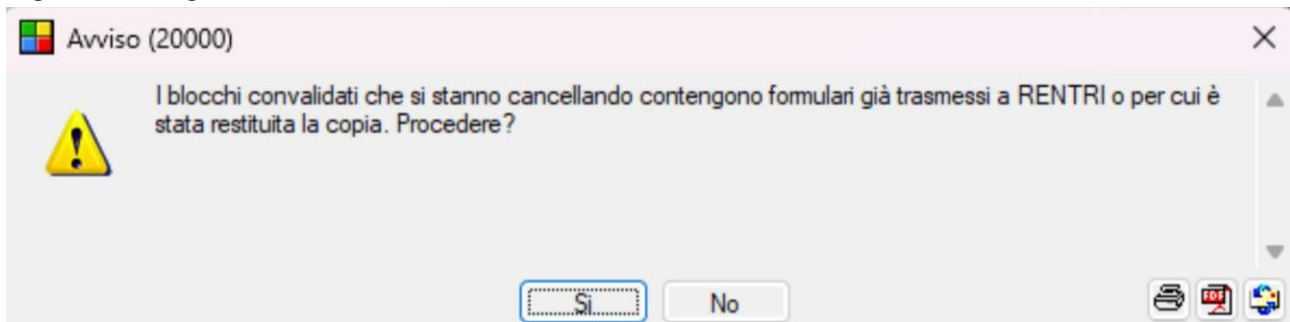 Avviso (20000)
I blocchi convalidati che si stanno cancellando contengono formulari già trasmessi a RENTRI o per cui è
stata restituita la copia. Procedere?
Si No